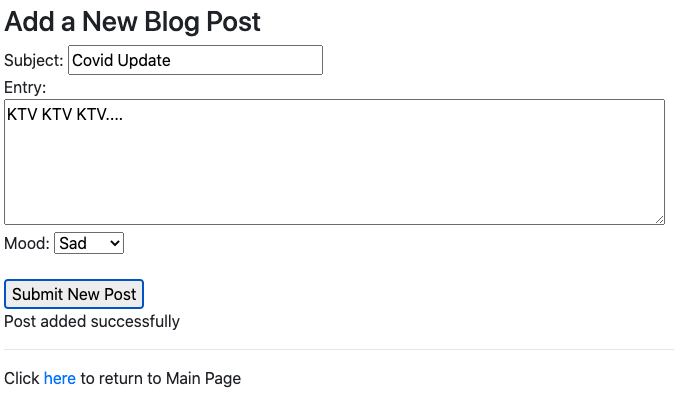 Add a New Blog Post
Subject: Covid Update
Entry:
KTV KTV KTV....
Mood: Sad
Submit New Post
Post added successfully
Click here to return to Main Page